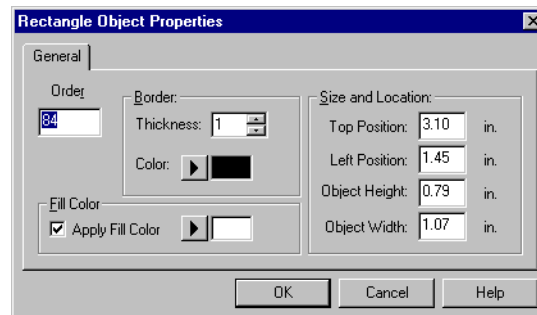 Rectangle Object Properties
General
Order
84
Border:
Thickness: 1
Color:
Fill Color
Apply Fill Color
Size and Location:
Top Position: 3.10 in.
Left Position: 1.45 in.
Object Height: 0.79 in.
Object Width: 1.07 in.
OK Cancel Help